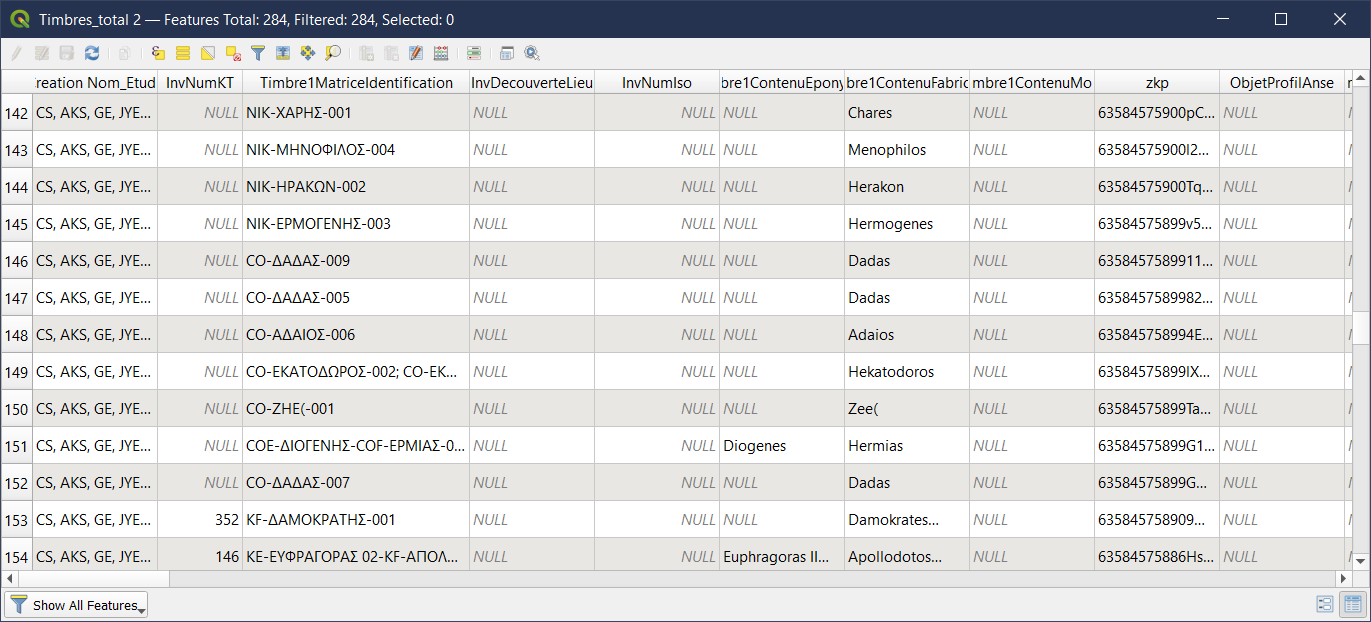 Timbres_total 2 — Features Total: 284, Filtered: 284, Selected: 0
reation Nom_Etud InvNumKT Timbre1MatriceIdentification InvDecouverteLieu InvNumIso bre1ContenuEpony bre1ContenuFabric mbre1ContenuMo zkp ObjetProfilAnse
142 CS, AKS, GE, JYE... NULL ΝΙΚ-ΧΑΡΗΣ-001 NULL NULL NULL Chares NULL 63584575900pC... NULL
143 CS, AKS, GE, JYE... NULL ΝΙΚ-ΜΗΝΟΦΙΛΟΣ-004 NULL NULL NULL Menophilos NULL 63584575900I2... NULL
144 CS, AKS, GE, JYE... NULL ΝΙΚ-ΗΡΑΚΩΝ-002 NULL NULL NULL Herakon NULL 63584575900Tq... NULL
145 CS, AKS, GE, JYE... NULL ΝΙΚ-ΕΡΜΟΓΕΝΗΣ-003 NULL NULL NULL Hermogenes NULL 63584575899v5... NULL
146 CS, AKS, GE, JYE... NULL CO-ΔΑΔΑΣ-009 NULL NULL NULL Dadas NULL 6358457589911... NULL
147 CS, AKS, GE, JYE... NULL CO-ΔΑΔΑΣ-005 NULL NULL NULL Dadas NULL 6358457589982... NULL
148 CS, AKS, GE, JYE... NULL CO-ΑΔΑΙΟΣ-006 NULL NULL NULL Adaios NULL 635845758994E... NULL
149 CS, AKS, GE, JYE... NULL CO-ΕΚΑΤΟΔΩΡΟΣ-002; CO-ΕΚ... NULL NULL NULL Hekatodoros NULL 63584575899IX... NULL
150 CS, AKS, GE, JYE... NULL CO-ΖΗΕ(-001 NULL NULL NULL Zee( NULL 63584575899Ta... NULL
151 CS, AKS, GE, JYE... NULL COE-ΔΙΟΓΕΝΗΣ-COF-ΕΡΜΙΑΣ-0... NULL NULL Diogenes Hermias NULL 63584575899G1... NULL
152 CS, AKS, GE, JYE... NULL CO-ΔΑΔΑΣ-007 NULL NULL NULL Dadas NULL 63584575899G... NULL
153 CS, AKS, GE, JYE... 352 KF-ΔΑΜΟΚΡΑΤΗΣ-001 NULL NULL NULL Damokrates... NULL 635845758909... NULL
154 CS, AKS, GE, JYE... 146 KE-ΕΥΦΡΑΓΟΡΑΣ 02-KF-ΑΠΟΛ... NULL NULL Euphragoras II... Apollodotos... NULL 63584575886Hs... NULL
Show All Features